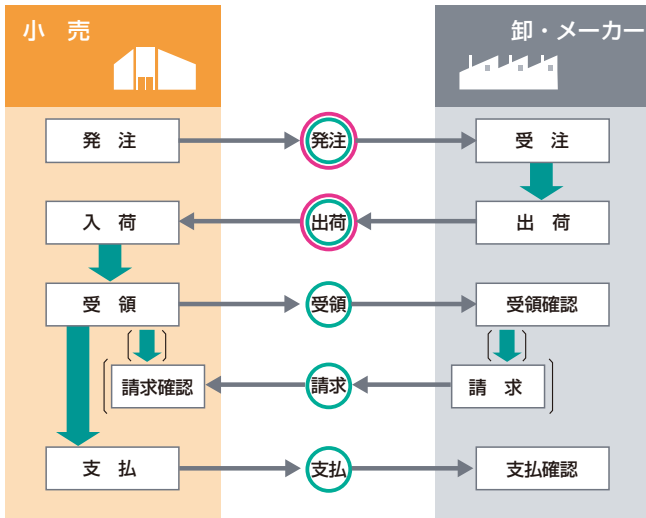 小 売
卸・メーカー
発 注
発注
受 注
入 荷
出荷
出 荷
受 領
受領
受領確認
請求確認
請求
請 求
支 払
支払
支払確認